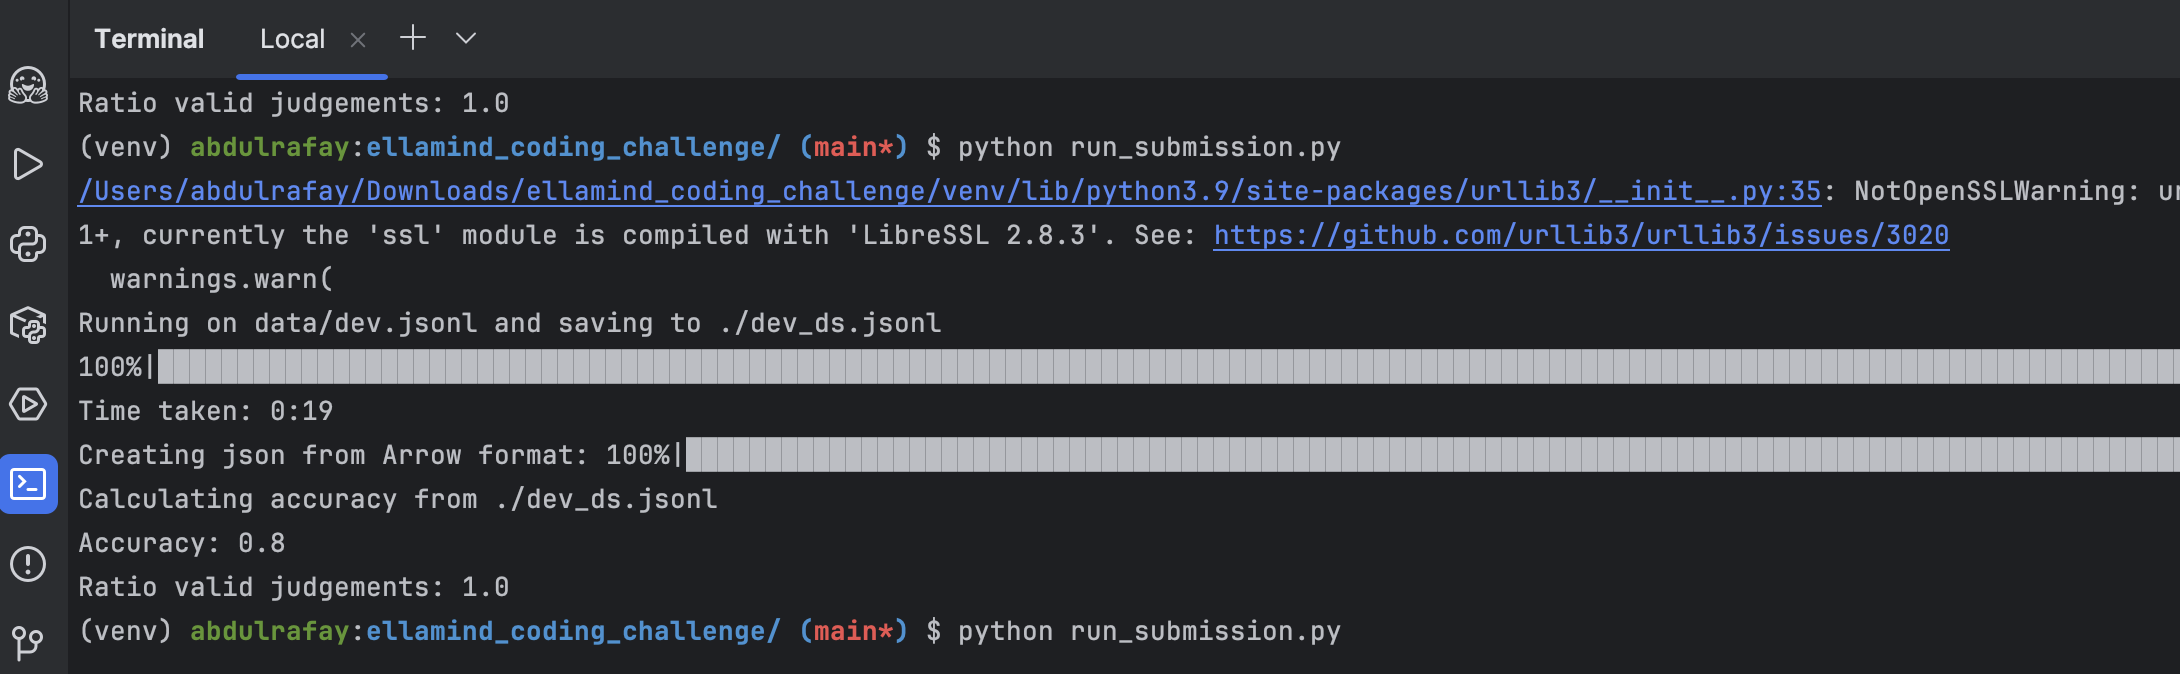 Terminal Local
Ratio valid judgements: 1.0
(venv) abdulrafay:ellamind_coding_challenge/ (main*) $ python run_submission.py
/Users/abdulrafay/Downloads/ellamind_coding_challenge/venv/lib/python3.9/site-packages/urllib3/__init__.py:35: NotOpenSSLWarning:
1+, currently the 'ssl' module is compiled with 'LibreSSL 2.8.3'. See: https://github.com/urllib3/urllib3/issues/3020
  warnings.warn(
Running on data/dev.jsonl and saving to ./dev_ds.jsonl
100%|
Time taken: 0:19
Creating json from Arrow format: 100%|
Calculating accuracy from ./dev_ds.jsonl
Accuracy: 0.8
Ratio valid judgements: 1.0
(venv) abdulrafay:ellamind_coding_challenge/ (main*) $ python run_submission.py